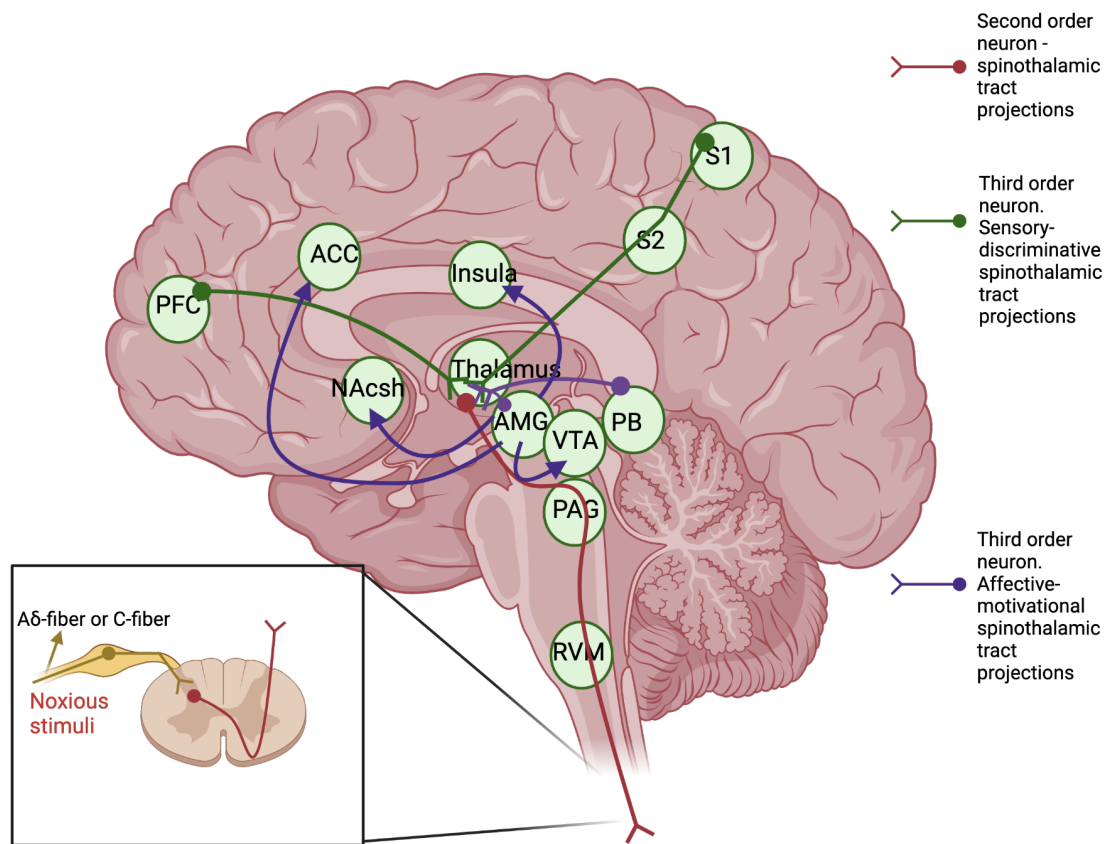 Second order
neuron -
spinothalamic
tract
projections
S1
Third order
neuron.
Sensory-
discriminative
spinothalamic
tract
projections
S2
ACC
Insula
PFC
Thalamus
NAcsh
AMG
VTA
PB
PAG
Third order
neuron.
Affective-
motivational
spinothalamic
tract
projections
RVM
Aδ-fiber or C-fiber
Noxious
stimuli